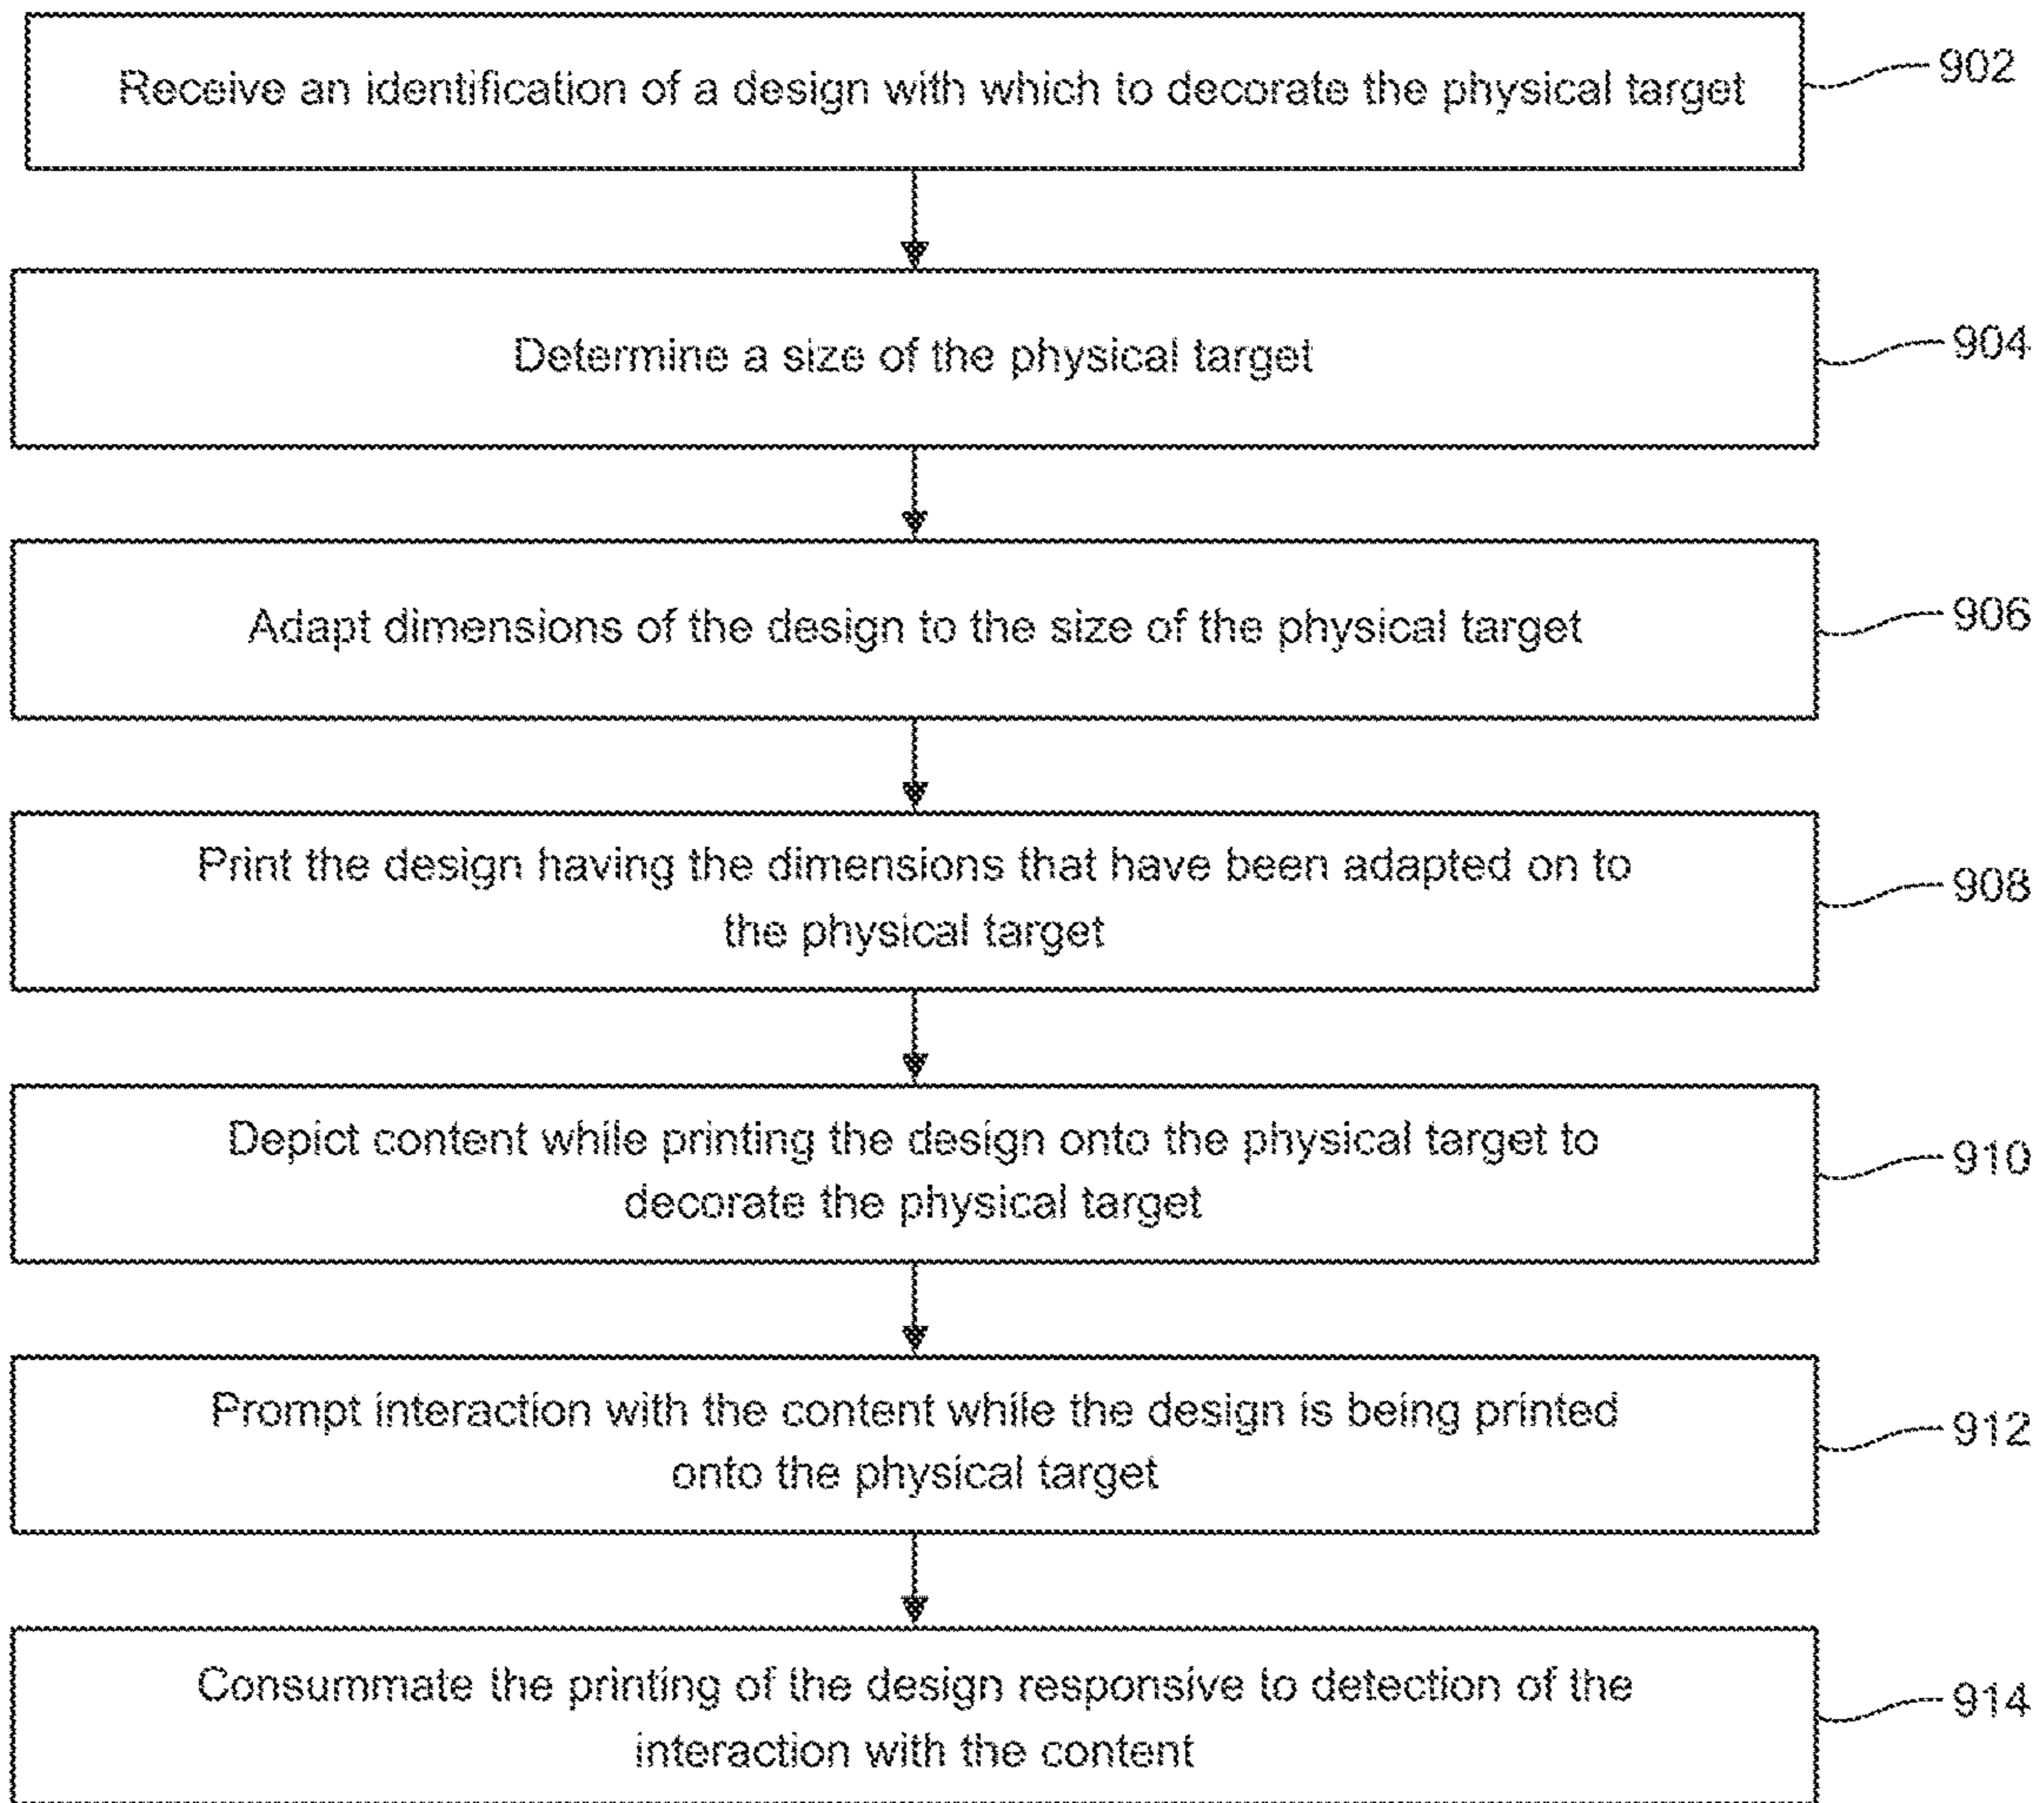 Receive an identification of a design with which to decorate the physical target
902
Determine a size of the physical target
904
Adapt dimensions of the design to the size of the physical target
906
Print the design having the dimensions that have been adapted on to
the physical target
908
Depict content while printing the design onto the physical target to
decorate the physical target
910
Prompt interaction with the content while the design is being printed
onto the physical target
912
Consummate the printing of the design responsive to detection of the
interaction with the content
914